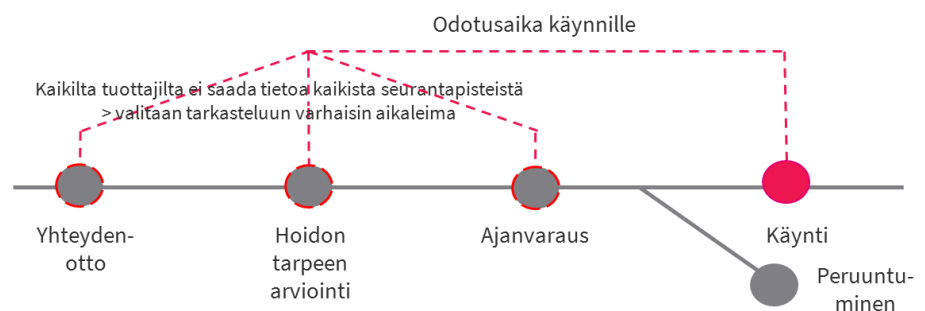 Odotusaika käynnille
Kaikilta tuottajilta ei saada tietoa kaikista seurantapisteistä
> valitaan tarkasteluun varhaisin aikaleima
Yhteyden-
otto
Hoidon
tarpeen
arviointi
Ajanvaraus
Käynti
Peruuntu-
minen